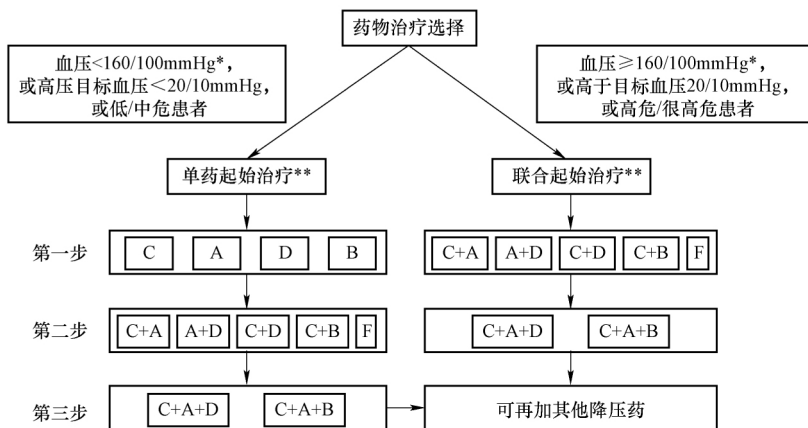 药物治疗选择
血压<160/100mmHg*,
或高压目标血压<20/10mmHg,
或低/中危患者
血压≥160/100mmHg*,
或高于目标血压20/10mmHg,
或高危/很高危患者
单药起始治疗**
联合起始治疗**
第一步
C A D B
C+A A+D C+D C+B F
第二步
C+A A+D C+D C+B F
C+A+D C+A+B
第三步
C+A+D C+A+B
可再加其他降压药